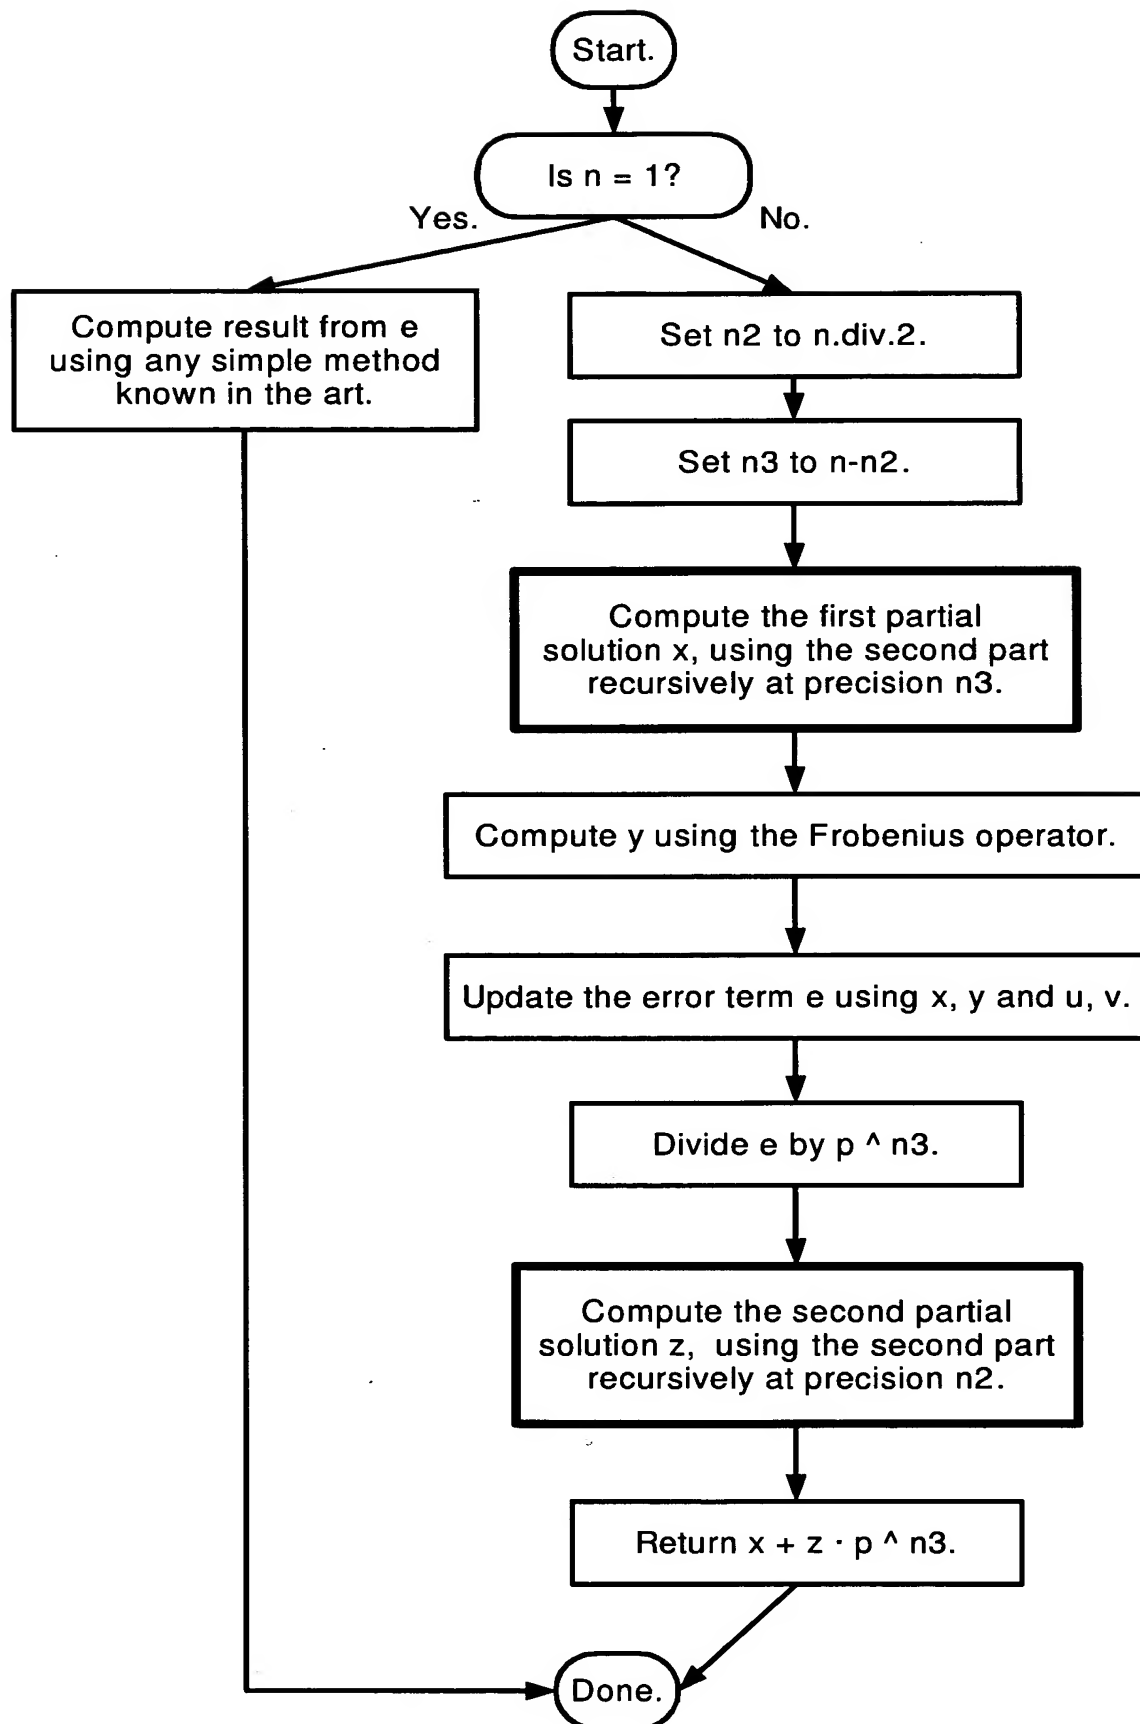 Start.
Is n = 1?
Yes.
No.
Compute result from e
using any simple method
known in the art.
Set n2 to n.div.2.
Set n3 to n-n2.
Compute the first partial
solution x, using the second part
recursively at precision n3.
Compute y using the Frobenius operator.
Update the error term e using x, y and u, v.
Divide e by p ^ n3.
Compute the second partial
solution z, using the second part
recursively at precision n2.
Return x + z · p ^ n3.
Done.